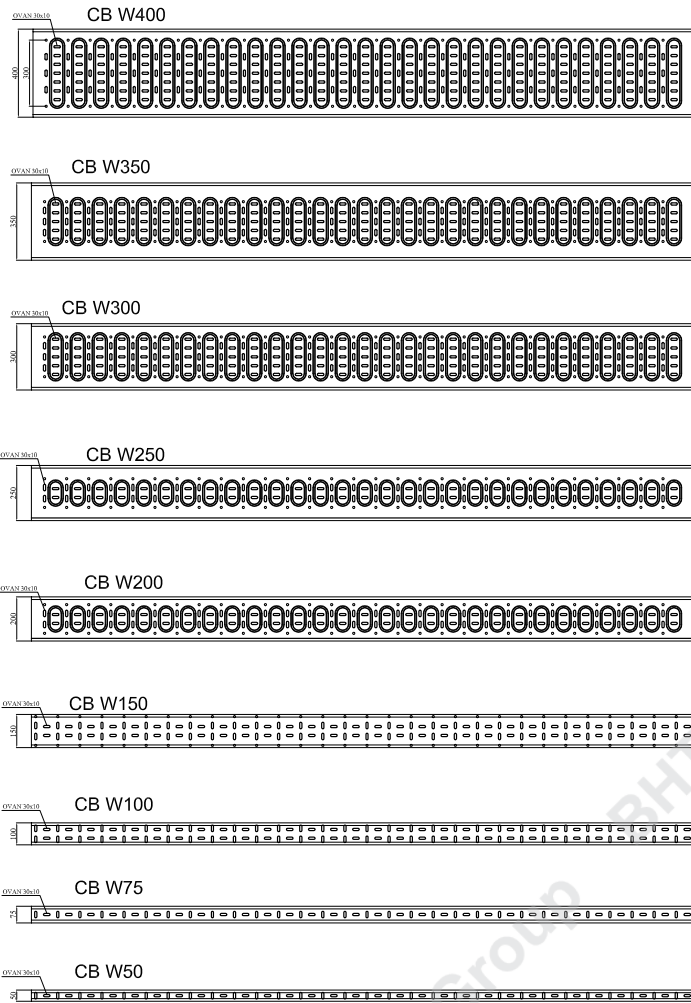 CB W400
OVAN 30x10
400
300
CB W350
OVAN 30x10
350
CB W300
OVAN 30x10
300
CB W250
OVAN 30x10
250
CB W200
OVAN 30x10
200
CB W150
OVAN 30x10
150
CB W100
OVAN 30x10
100
CB W75
OVAN 30x10
75
CB W50
OVAN 30x10
50
Group BHT